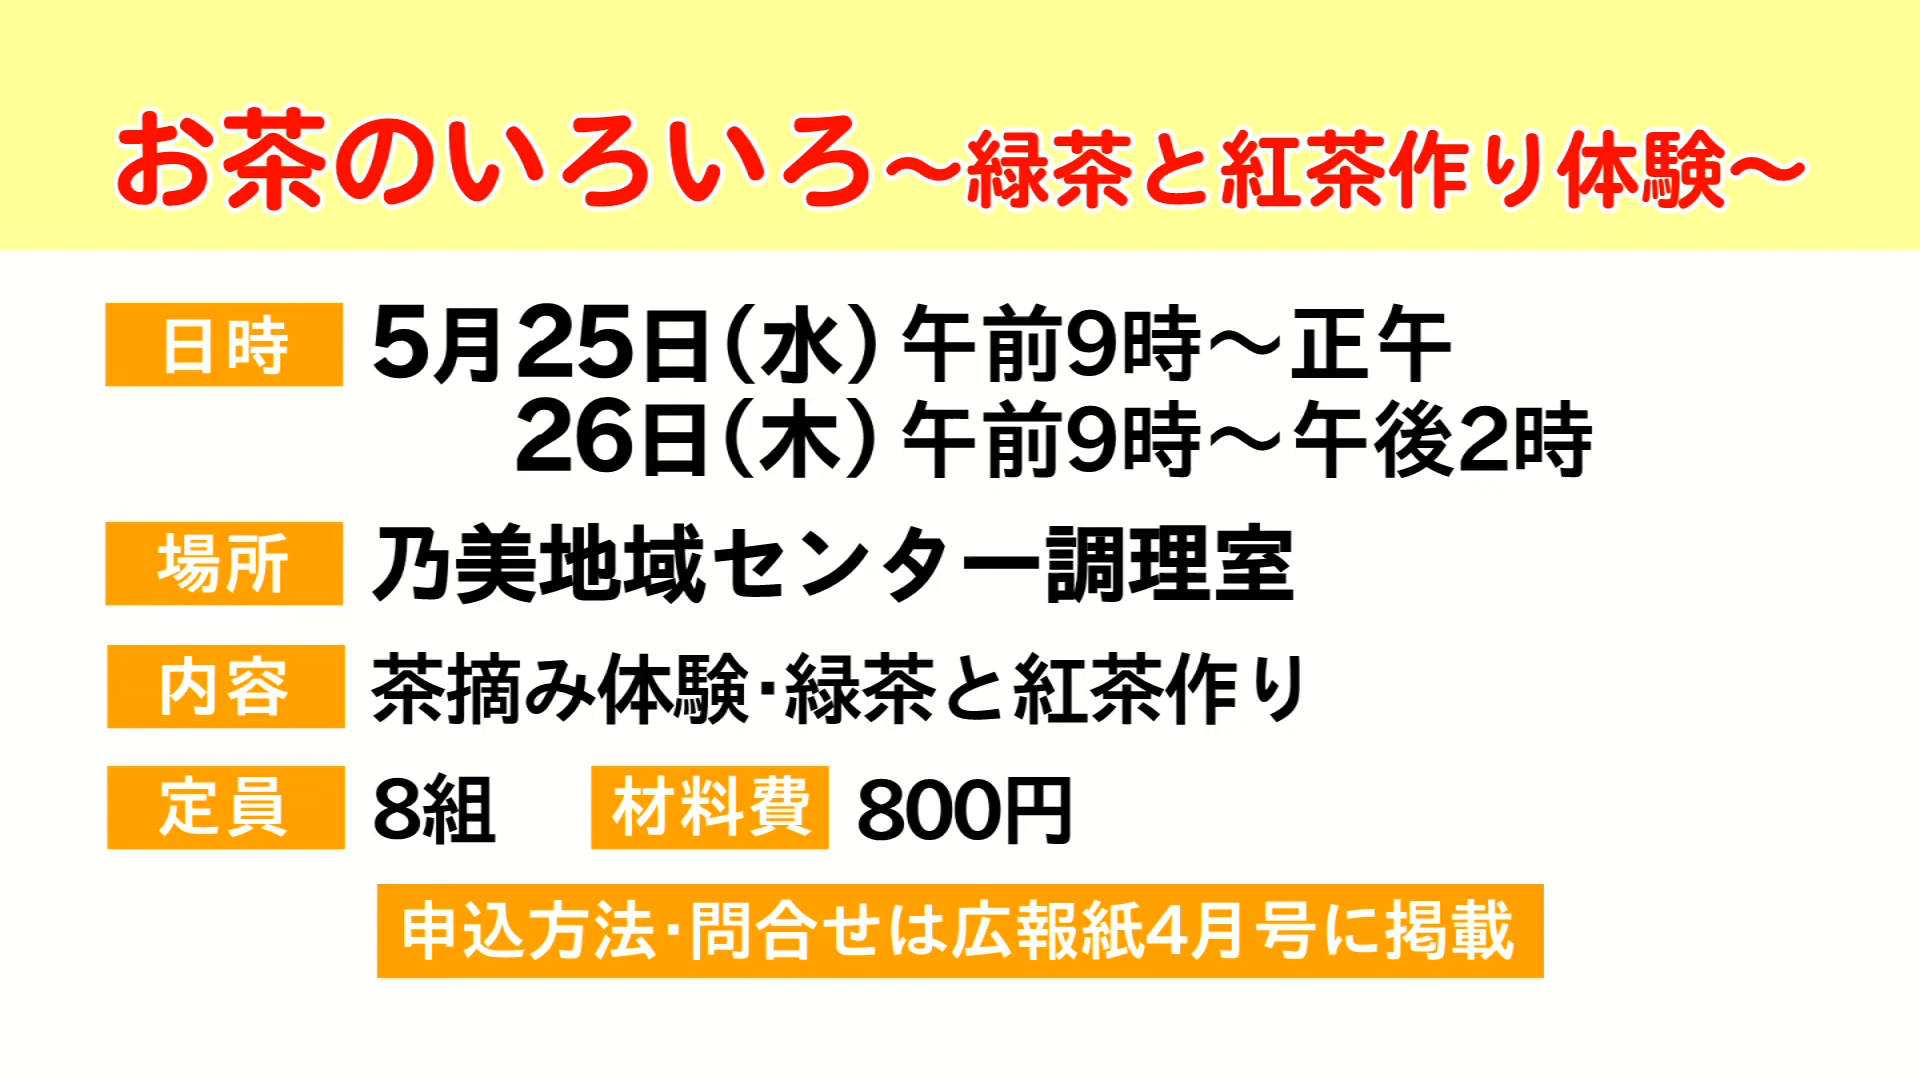 お茶のいろいろ～緑茶と紅茶作り体験～
日時 5月25日(水)午前9時～正午
26日(木)午前9時～午後2時
場所 乃美地域センター調理室
内容 茶摘み体験・緑茶と紅茶作り
定員 8組 材料費 800円
申込方法・問合せは広報紙4月号に掲載